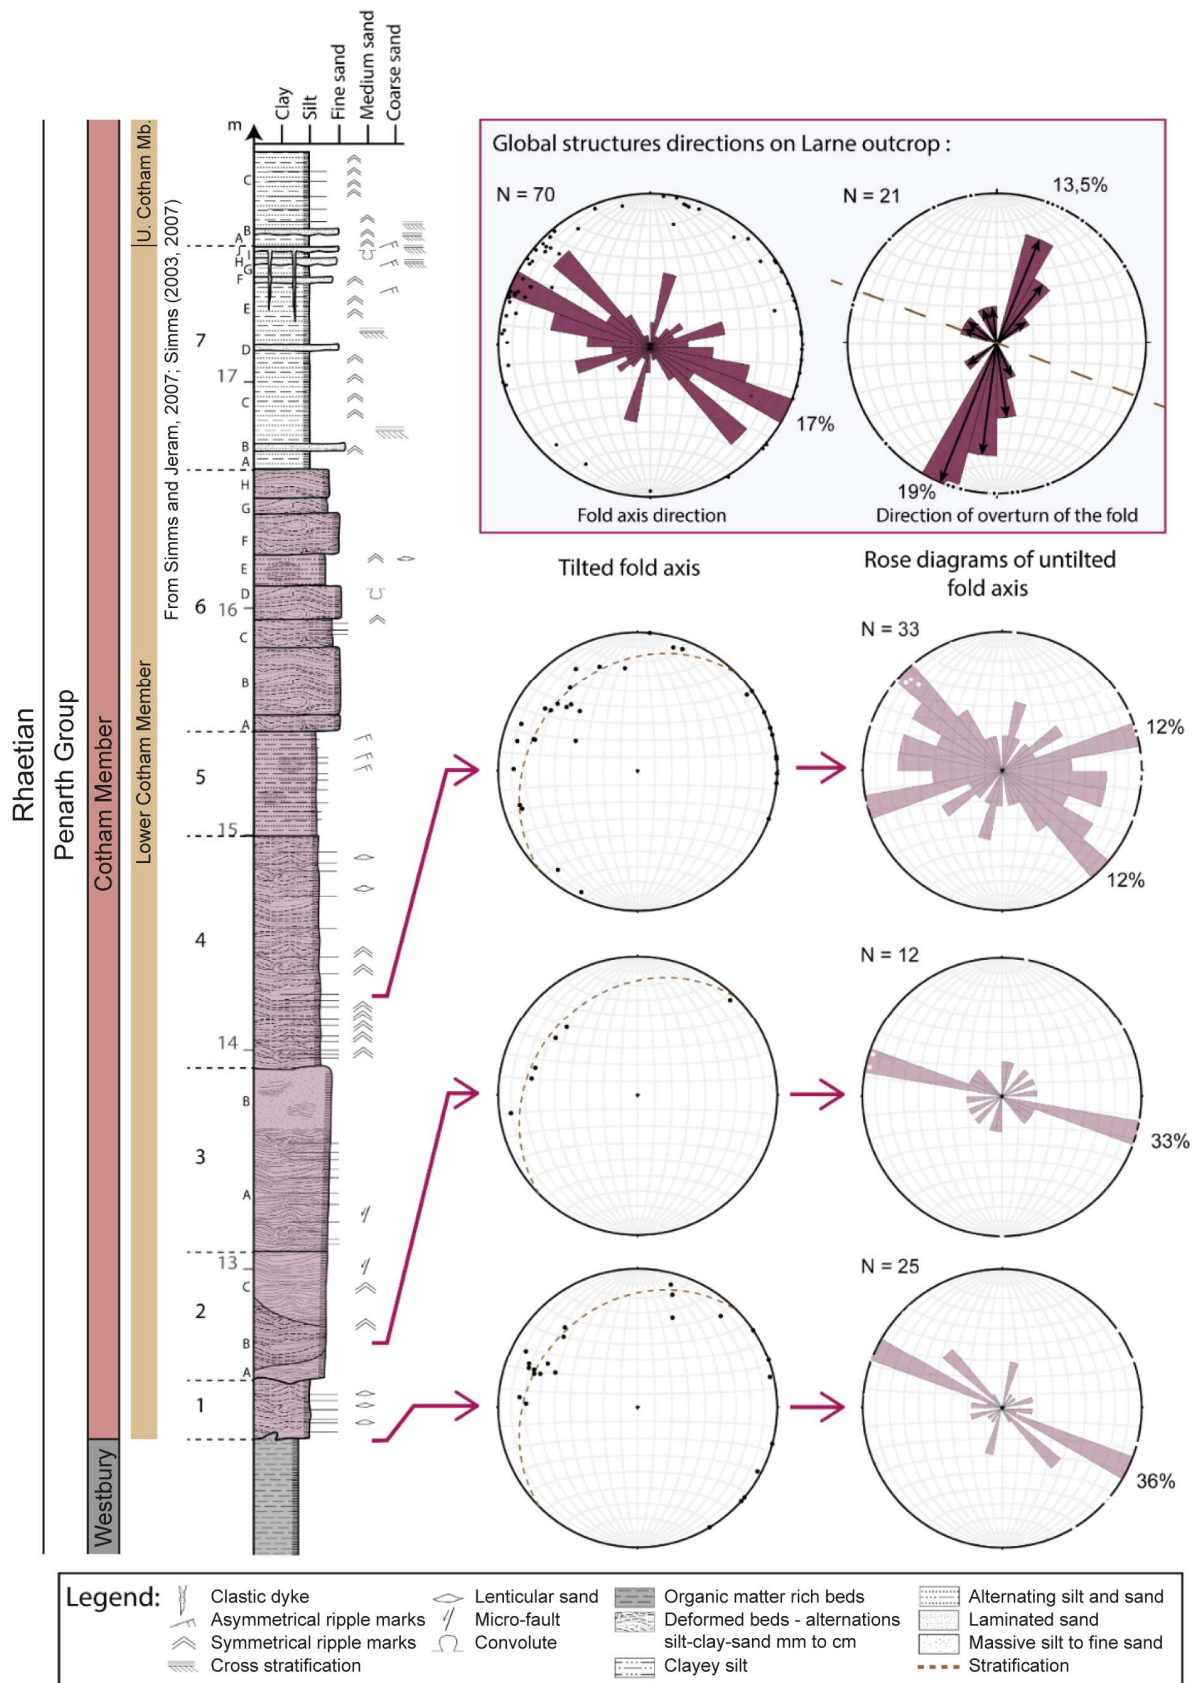 Clay
Silt
Fine sand
Medium sand
Coarse sand
m
Rhaetian
Penarth Group
Cotham Member
Westbury
U. Cotham Mb.
Lower Cotham Member
From Simms and Jeram, 2007; Simms (2003, 2007)
C
B
A
J
I
H
G
F
E
7
D
17
C
B
A
H
G
F
E
D
6
16
C
B
A
5
15
4
14
B
3
A
13
C
2
B
A
1
Global structures directions on Larne outcrop :
N = 70
17%
Fold axis direction
N = 21
13,5%
19%
Direction of overturn of the fold
Tilted fold axis
Rose diagrams of untilted
fold axis
N = 33
12%
12%
N = 12
33%
N = 25
36%
Legend:
Clastic dyke
Asymmetrical ripple marks
Symmetrical ripple marks
Cross stratification
Lenticular sand
Micro-fault
Convolute
Organic matter rich beds
Deformed beds - alternations
silt-clay-sand mm to cm
Clayey silt
Alternating silt and sand
Laminated sand
Massive silt to fine sand
Stratification